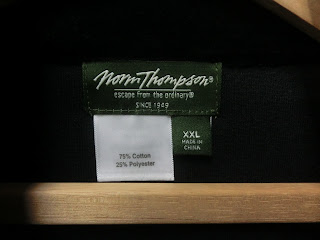 Norm Thompson®
escape from the ordinary®
SINCE 1949
XXL
MADE IN
CHINA
75% Cotton
25% Polyester